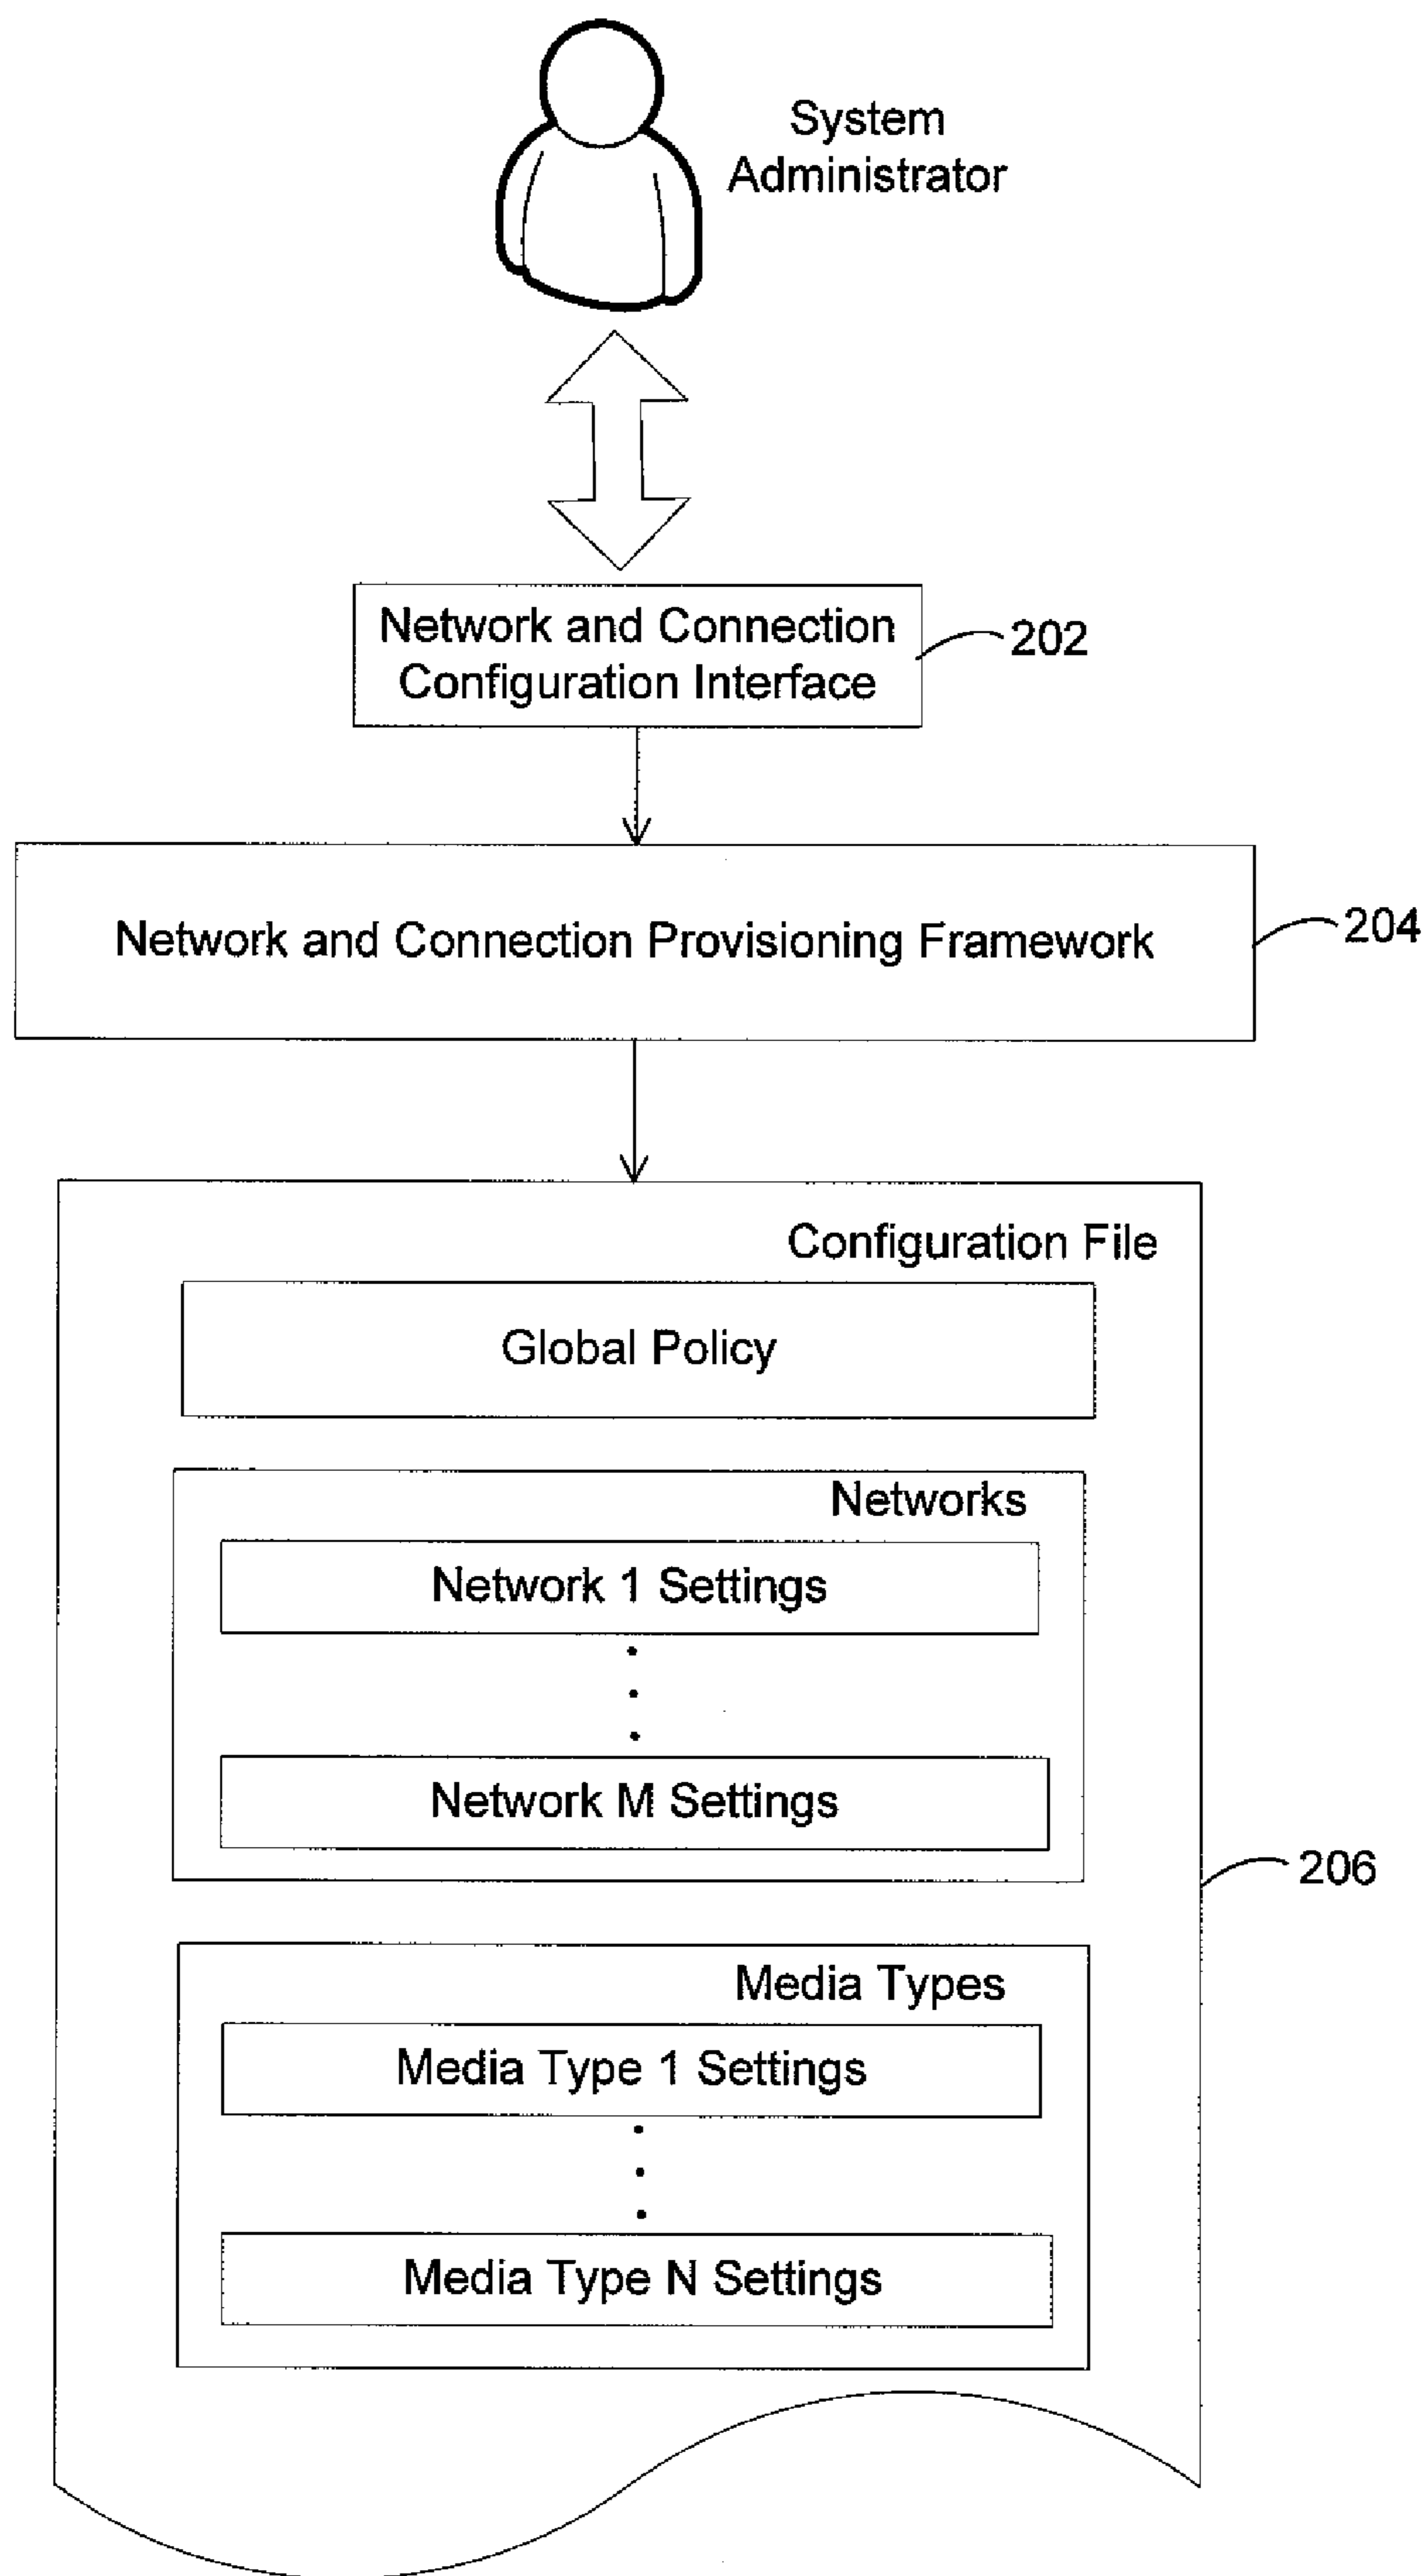 System
Administrator
Network and Connection
Configuration Interface
202
Network and Connection Provisioning Framework
204
Configuration File
Global Policy
Networks
Network 1 Settings
Network M Settings
206
Media Types
Media Type 1 Settings
Media Type N Settings